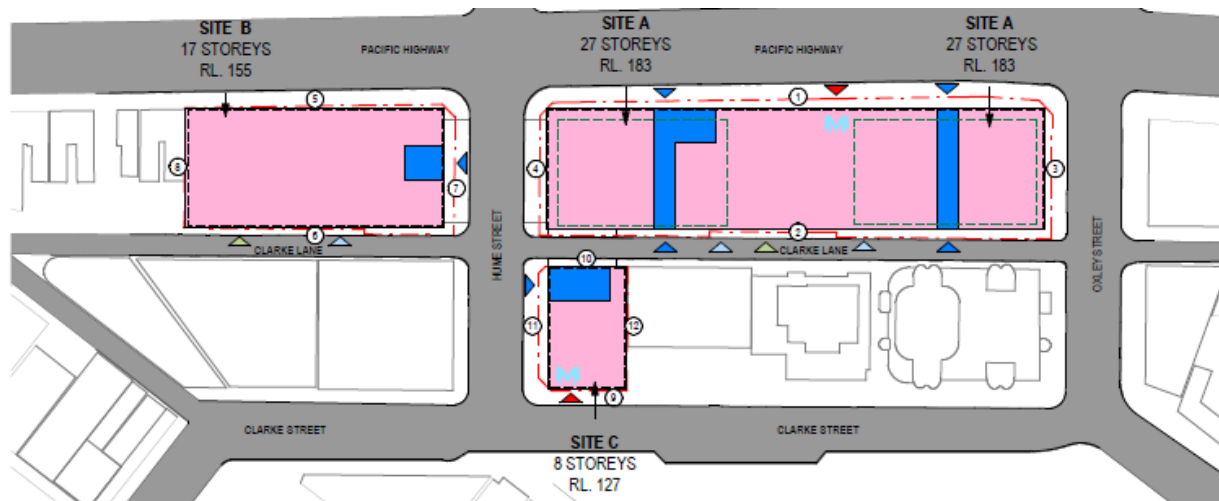 SITE B
17 STOREYS
RL. 155
PACIFIC HIGHWAY
SITE A
27 STOREYS
RL. 183
PACIFIC HIGHWAY
SITE A
27 STOREYS
RL. 183
5
1
M
8
7
4
3
6
2
CLARKE LANE
CLARKE LANE
HUME STREET
OXLEY STREET
10
11
12
M
9
CLARKE STREET
CLARKE STREET
SITE C
8 STOREYS
RL. 127